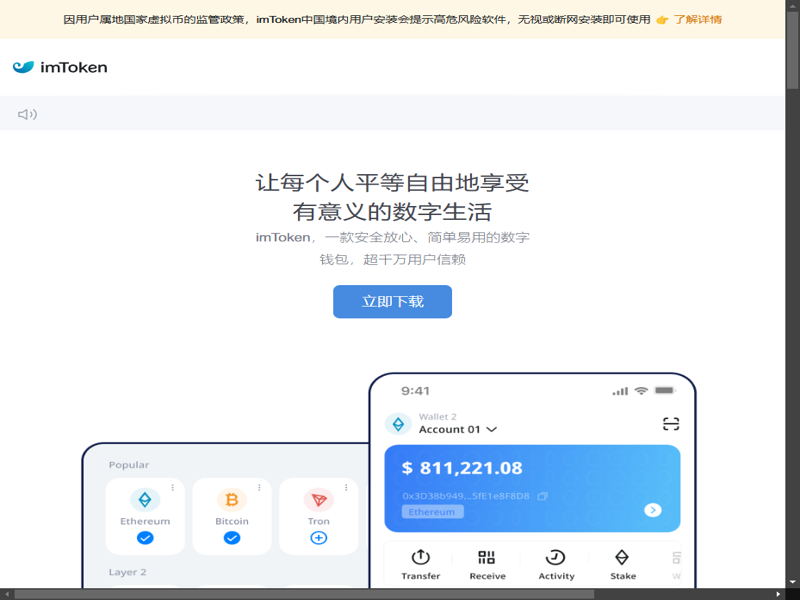 因用户属地国家虚拟币的监管政策，imToken中国境内用户安装会提示高危风险软件，无视或断网安装即可使用 👉 了解详情
imToken
让每个人平等自由地享受
有意义的数字生活
imToken，一款安全放心、简单易用的数字
钱包，超千万用户信赖
立即下载
9:41
Wallet 2
Account 01
$ 811,221.08
0x3D38b949...5fE1e8F8D8
Ethereum
Transfer
Receive
Activity
Stake
Popular
Ethereum
Bitcoin
Tron
Layer 2